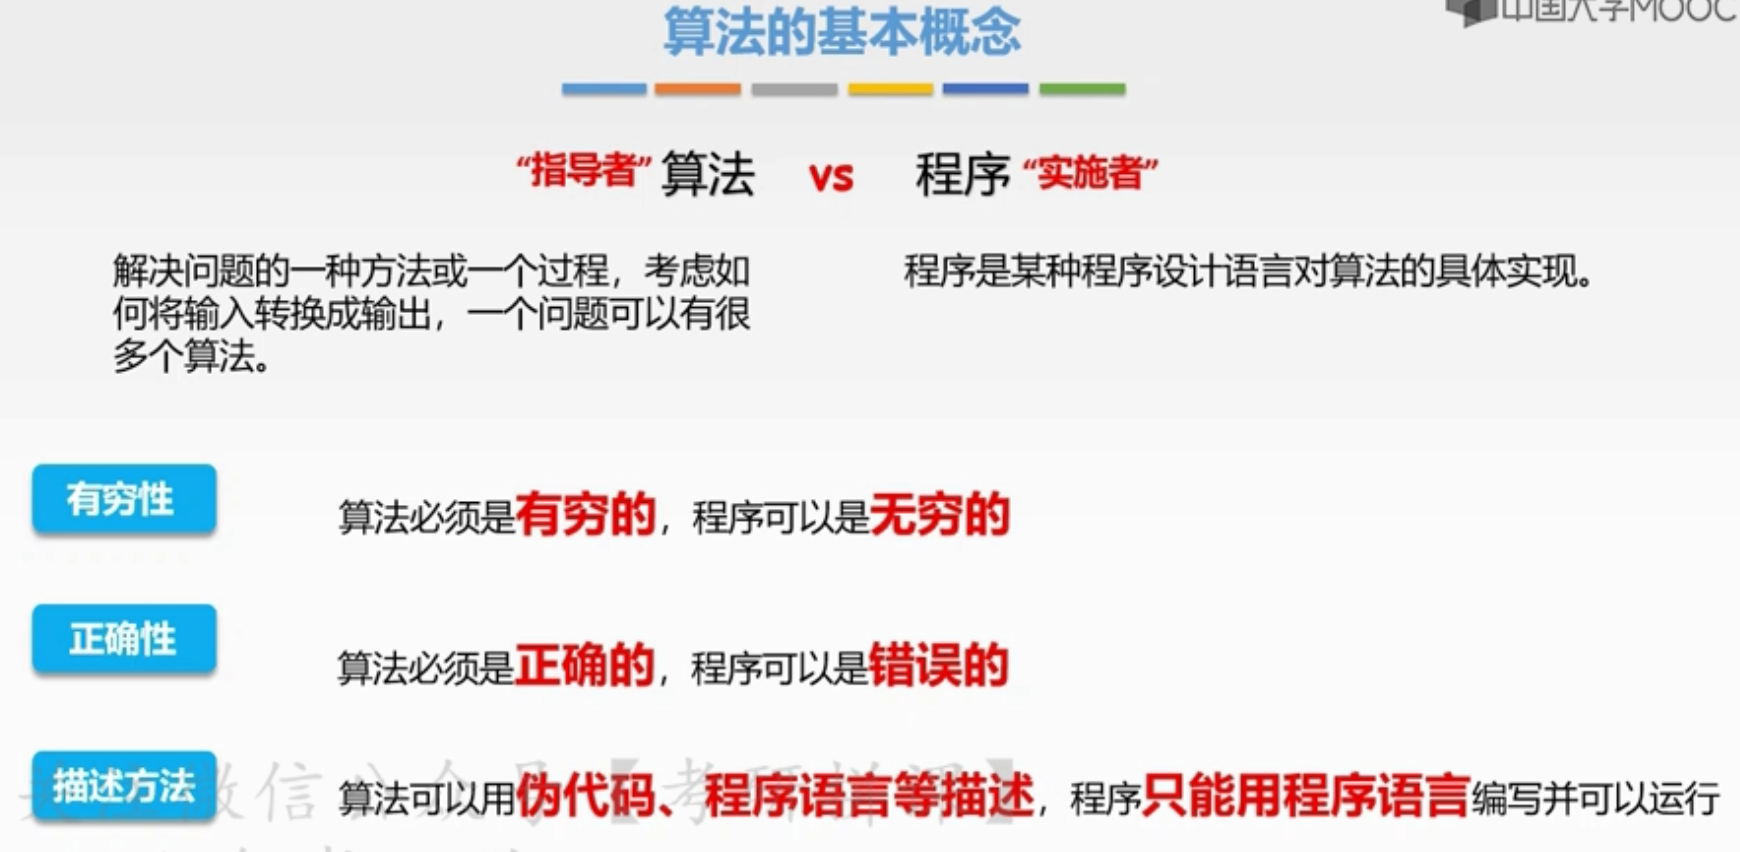 中国大学MOOC
算法的基本概念
“指导者” 算法 vs 程序 “实施者”
解决问题的一种方法或一个过程，考虑如
何将输入转换成输出，一个问题可以有很
多个算法。
程序是某种程序设计语言对算法的具体实现。
有穷性
算法必须是有穷的，程序可以是无穷的
正确性
算法必须是正确的，程序可以是错误的
描述方法
算法可以用伪代码、程序语言等描述，程序只能用程序语言编写并可以运行
微信公众号【考研